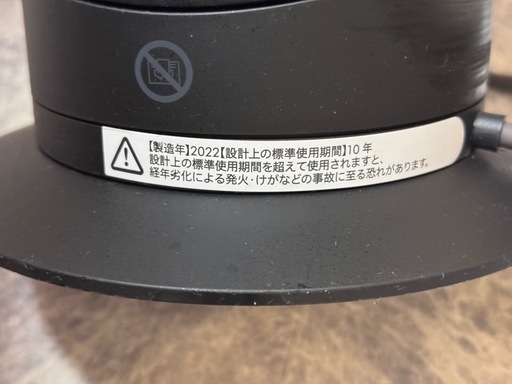 【製造年】2022【設計上の標準使用期間】10 年
設計上の標準使用期間を超えて使用されますと、
経年劣化による発火・けがなどの事故に至る恐れがあります。